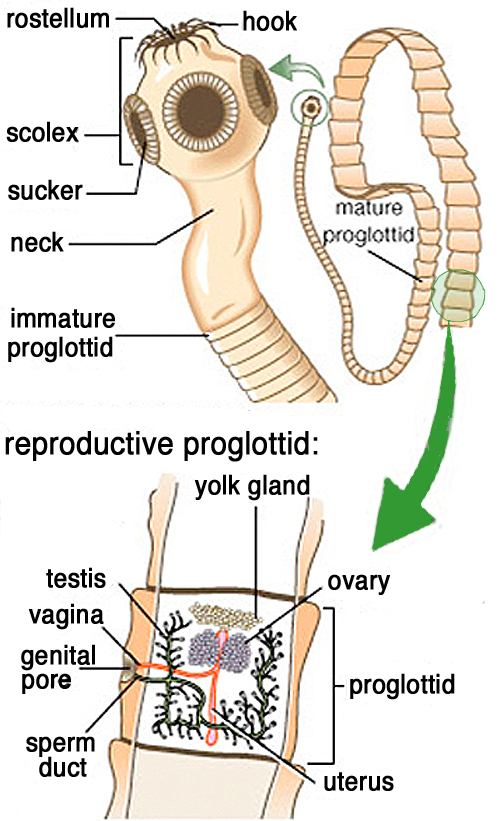 rostellum
hook
scolex
sucker
neck
mature
proglottid
immature
proglottid
reproductive proglottid:
yolk gland
testis
ovary
vagina
genital
pore
proglottid
sperm
duct
uterus